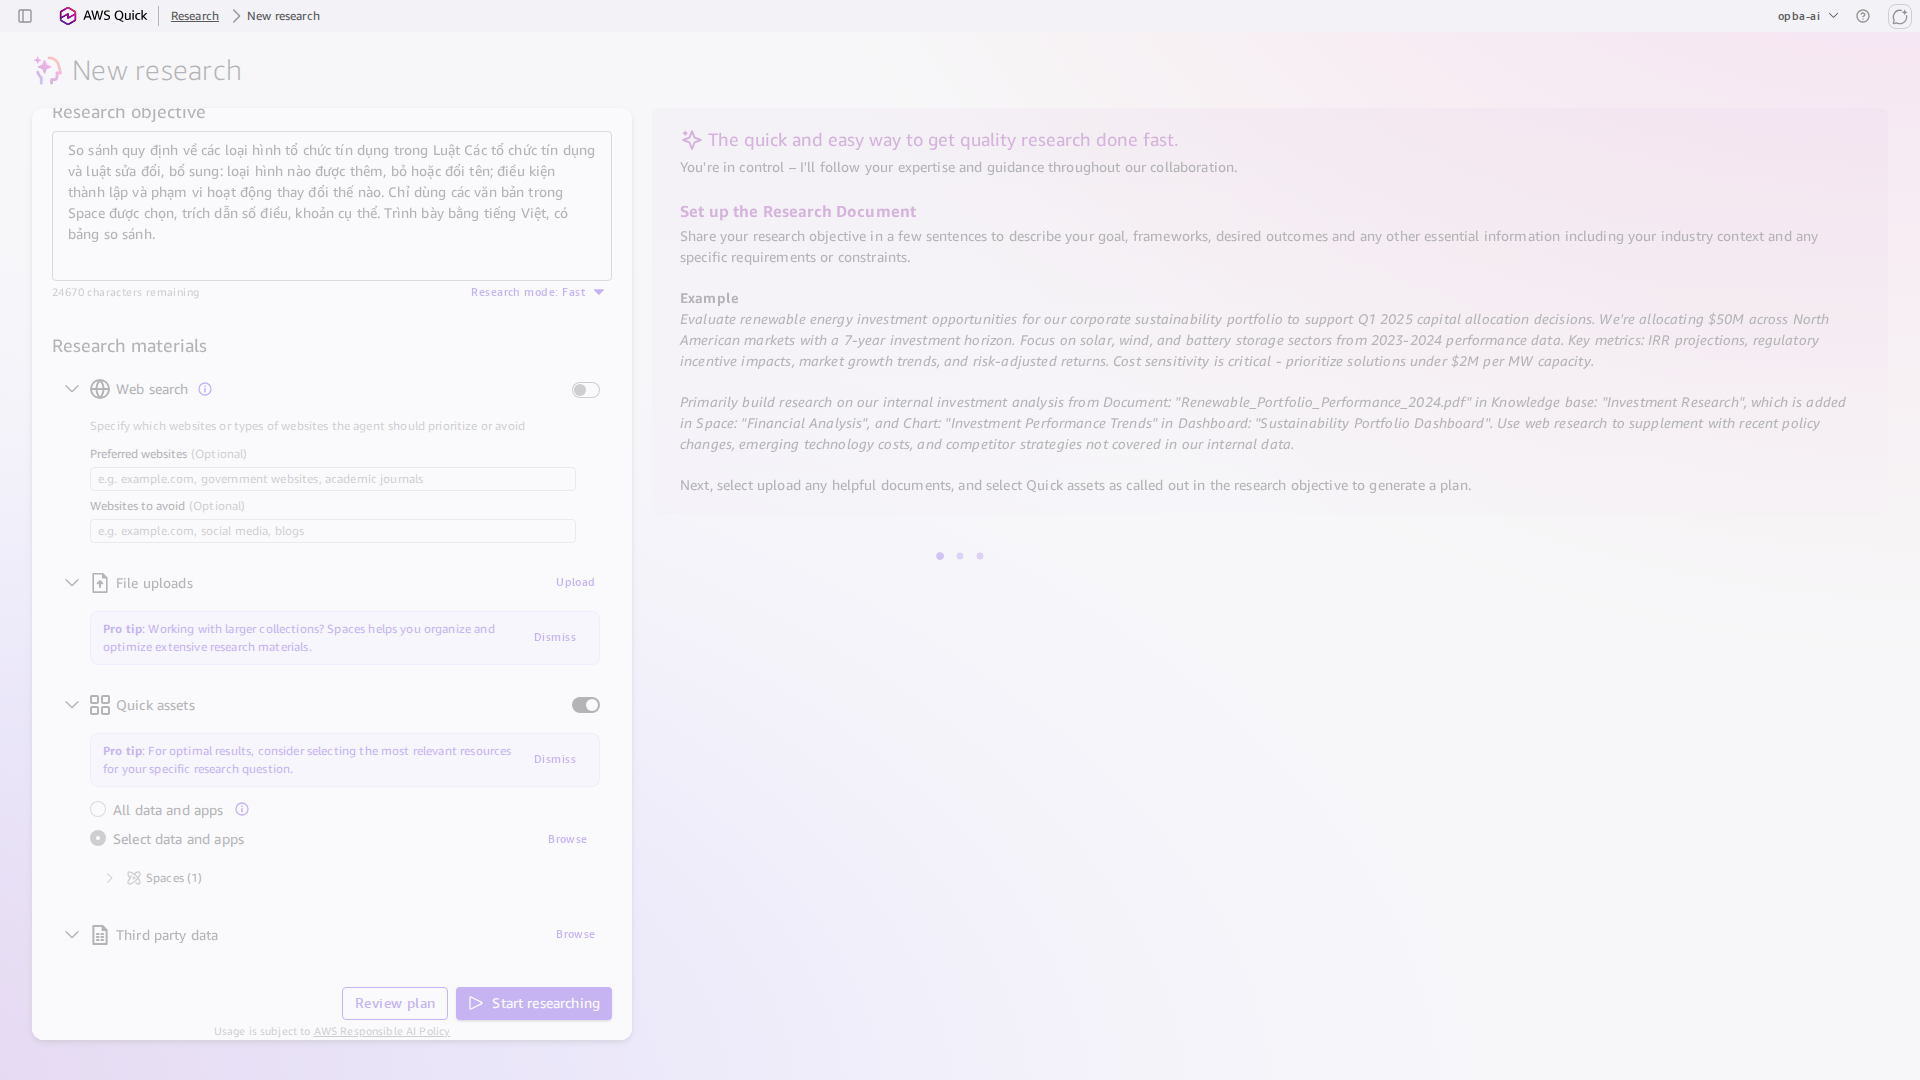 AWS Quick
Research
New research
opba-ai
New research
Research objective
So sánh quy định về các loại hình tổ chức tín dụng trong Luật Các tổ chức tín dụng
và luật sửa đổi, bổ sung: loại hình nào được thêm, bỏ hoặc đổi tên; điều kiện
thành lập và phạm vi hoạt động thay đổi thế nào. Chỉ dùng các văn bản trong
Space được chọn, trích dẫn số điều, khoản cụ thể. Trình bày bằng tiếng Việt, có
bảng so sánh.
24670 characters remaining
Research mode: Fast
Research materials
Web search
Specify which websites or types of websites the agent should prioritize or avoid
Preferred websites (Optional)
e.g. example.com, government websites, academic journals
Websites to avoid (Optional)
e.g. example.com, social media, blogs
File uploads
Upload
Pro tip: Working with larger collections? Spaces helps you organize and
optimize extensive research materials.
Dismiss
Quick assets
Pro tip: For optimal results, consider selecting the most relevant resources
for your specific research question.
Dismiss
All data and apps
Select data and apps
Browse
Spaces (1)
Third party data
Browse
Review plan
Start researching
Usage is subject to AWS Responsible AI Policy
The quick and easy way to get quality research done fast.
You're in control – I'll follow your expertise and guidance throughout our collaboration.
Set up the Research Document
Share your research objective in a few sentences to describe your goal, frameworks, desired outcomes and any other essential information including your industry context and any
specific requirements or constraints.
Example
Evaluate renewable energy investment opportunities for our corporate sustainability portfolio to support Q1 2025 capital allocation decisions. We're allocating $50M across North
American markets with a 7-year investment horizon. Focus on solar, wind, and battery storage sectors from 2023-2024 performance data. Key metrics: IRR projections, regulatory
incentive impacts, market growth trends, and risk-adjusted returns. Cost sensitivity is critical - prioritize solutions under $2M per MW capacity.
Primarily build research on our internal investment analysis from Document: "Renewable_Portfolio_Performance_2024.pdf" in Knowledge base: "Investment Research", which is added
in Space: "Financial Analysis", and Chart: "Investment Performance Trends" in Dashboard: "Sustainability Portfolio Dashboard". Use web research to supplement with recent policy
changes, emerging technology costs, and competitor strategies not covered in our internal data.
Next, select upload any helpful documents, and select Quick assets as called out in the research objective to generate a plan.